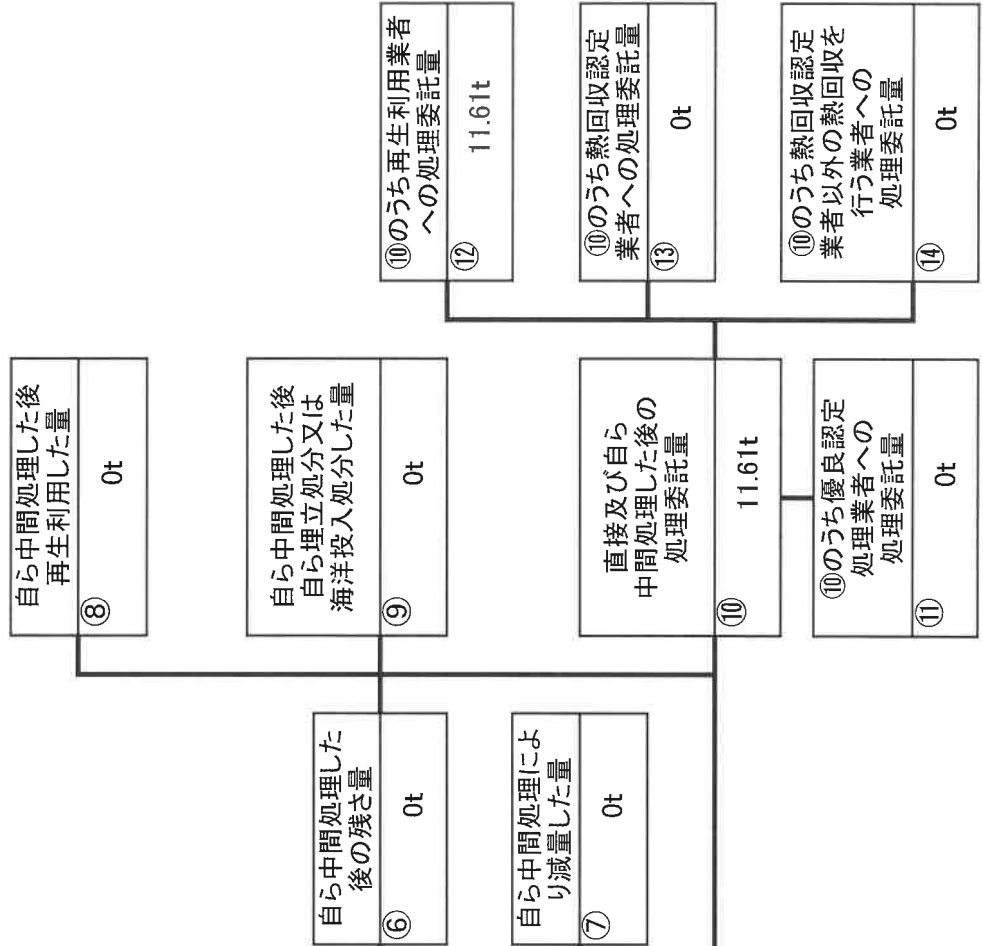 自ら中間処理した
後の残さ量
⑥
0t
自ら中間処理によ
り減量した量
⑦
0t
自ら中間処理した後
再生利用した量
⑧
0t
自ら中間処理した後
自ら埋立処分又は
海洋投入処分した量
⑨
0t
直接及び自ら
中間処理した後の
処理委託量
⑩
11.61t
⑩のうち優良認定
処理業者への
処理委託量
⑪
0t
⑩のうち再生利用業者
への処理委託量
⑫
11.61t
⑩のうち熱回収認定
業者への処理委託量
⑬
0t
⑩のうち熱回収認定
業者以外の熱回収を
行う業者への
処理委託量
⑭
0t